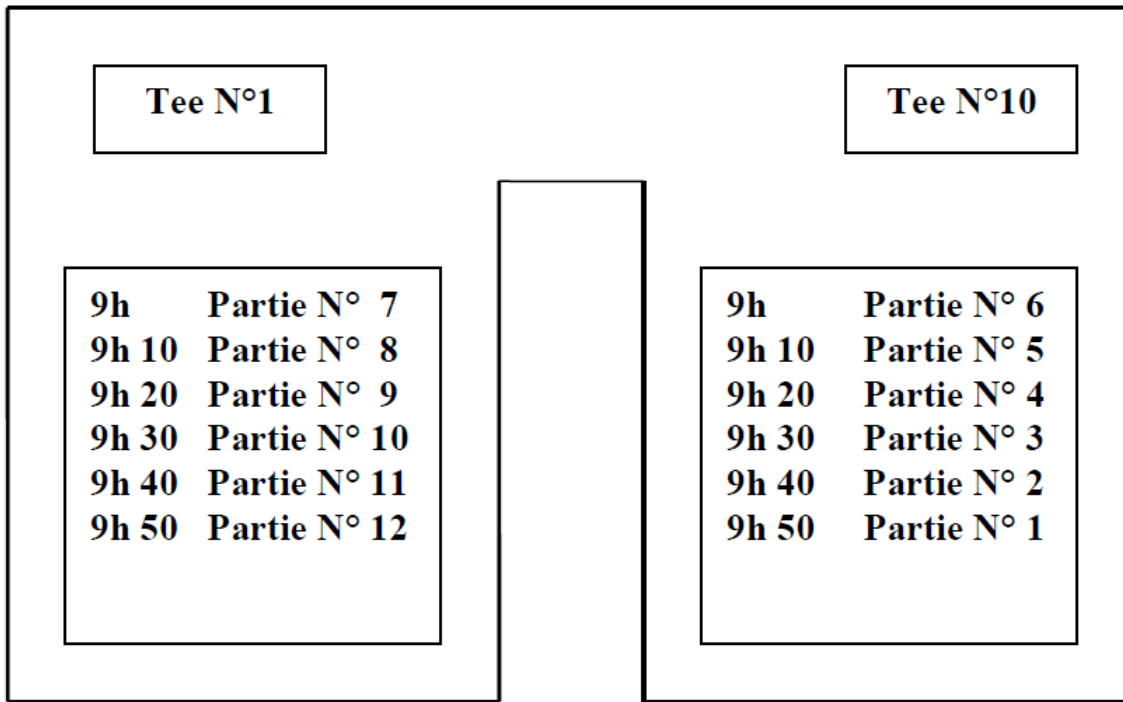 Tee N°1
Tee N°10
9h Partie N° 7
9h 10 Partie N° 8
9h 20 Partie N° 9
9h 30 Partie N° 10
9h 40 Partie N° 11
9h 50 Partie N° 12
9h Partie N° 6
9h 10 Partie N° 5
9h 20 Partie N° 4
9h 30 Partie N° 3
9h 40 Partie N° 2
9h 50 Partie N° 1